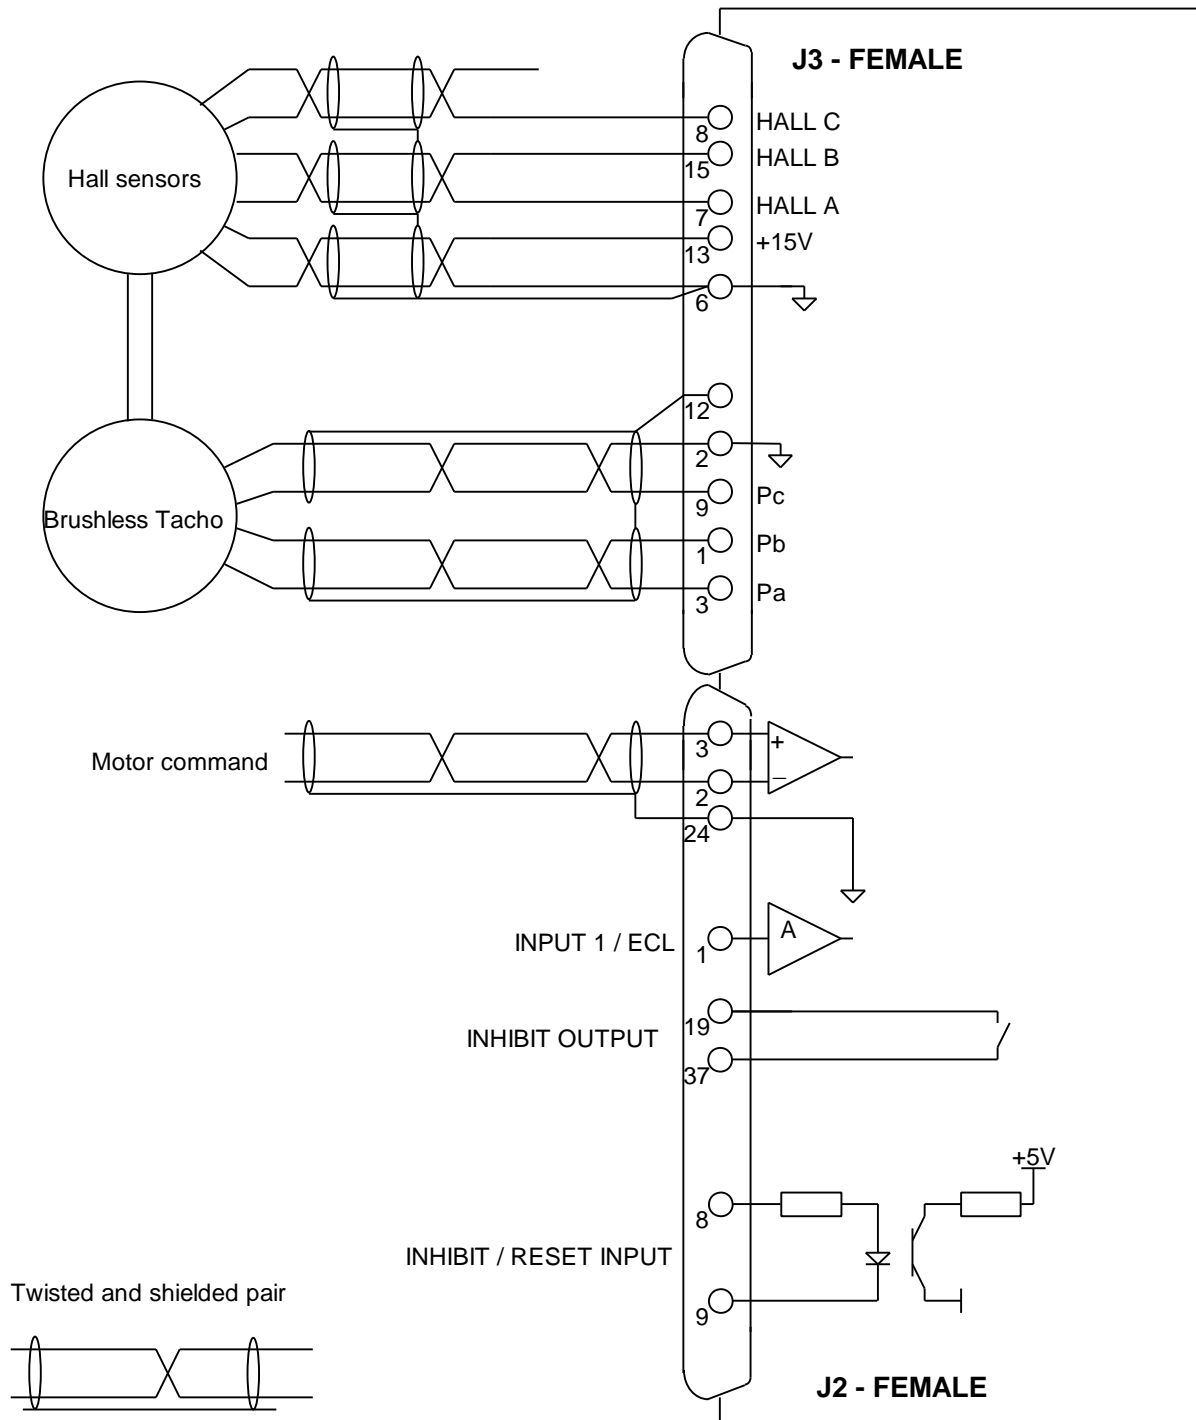 J3 - FEMALE
8 HALL C
15 HALL B
Hall sensors
7 HALL A
13 +15V
6
12
2
9 Pc
Brushless Tacho
1 Pb
3 Pa
3 +
Motor command
2 −
24
INPUT 1 / ECL 1 A
19
INHIBIT OUTPUT
37
+5V
8
INHIBIT / RESET INPUT
Twisted and shielded pair
9
J2 - FEMALE